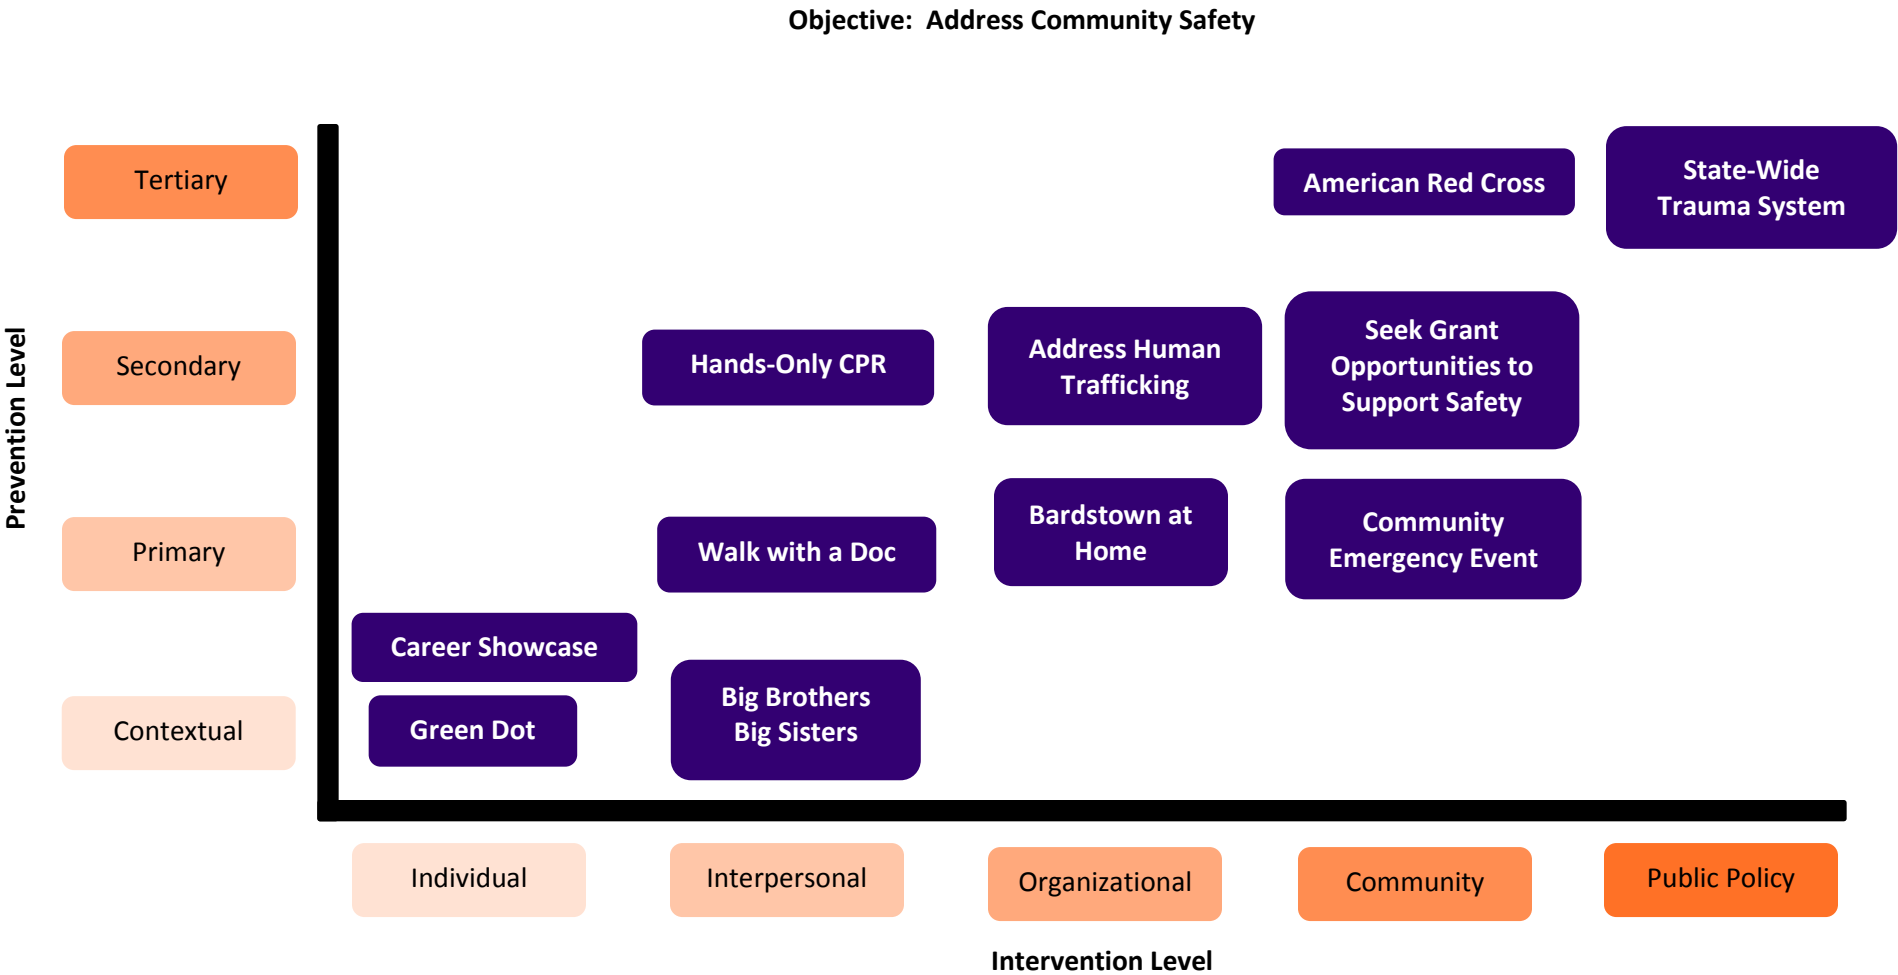 Objective:  Address Community Safety
Prevention Level
Tertiary
American Red Cross
State-Wide
Trauma System
Secondary
Hands-Only CPR
Address Human
Trafficking
Seek Grant
Opportunities to
Support Safety
Primary
Walk with a Doc
Bardstown at
Home
Community
Emergency Event
Career Showcase
Contextual
Green Dot
Big Brothers
Big Sisters
Individual
Interpersonal
Organizational
Community
Public Policy
Intervention Level